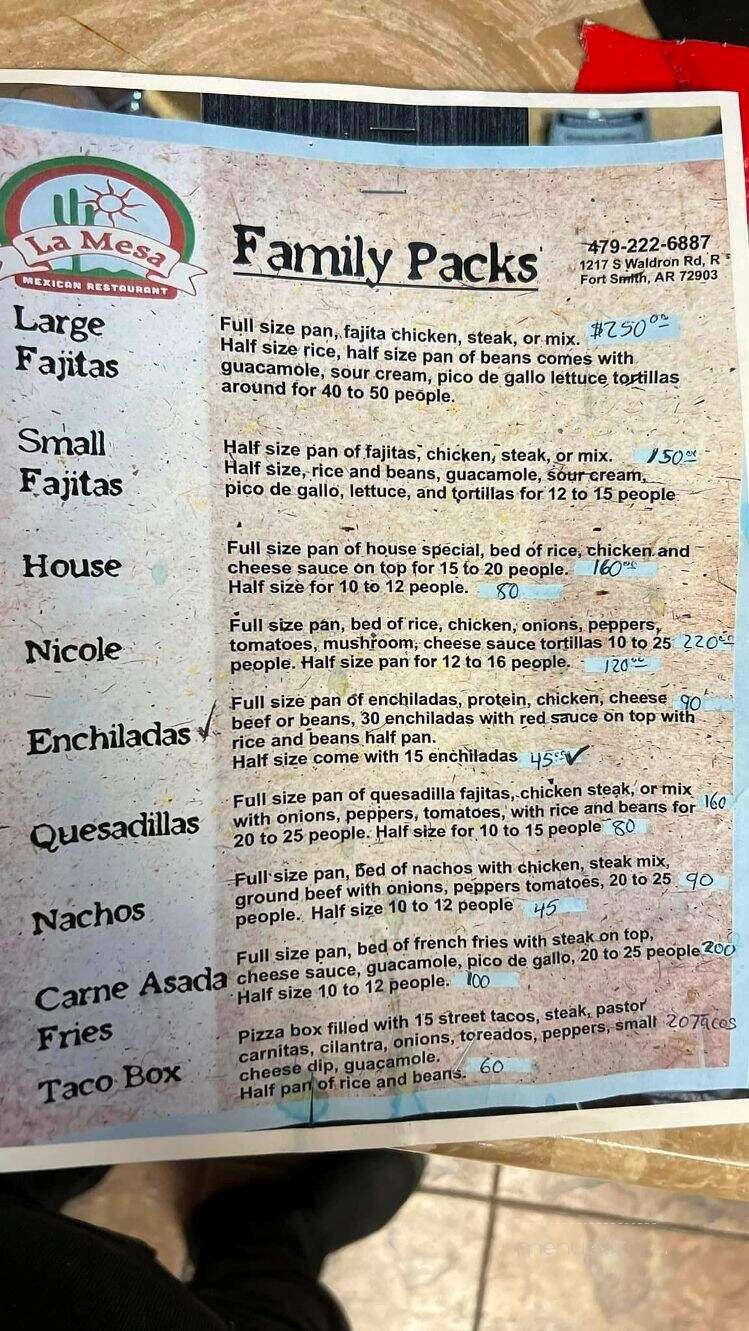 La Mesa
MEXICAN RESTAURANT
Family Packs
479-222-6887
1217 S Waldron Rd, R
Fort Smith, AR 72903
Large
Fajitas
Full size pan, fajita chicken, steak, or mix. $250.00
Half size rice, half size pan of beans comes with
guacamole, sour cream, pico de gallo lettuce tortillas
around for 40 to 50 people.
Small
Fajitas
Half size pan of fajitas, chicken, steak, or mix. 150.00
Half size, rice and beans, guacamole, sour cream,
pico de gallo, lettuce, and tortillas for 12 to 15 people
House
Full size pan of house special, bed of rice, chicken and
cheese sauce on top for 15 to 20 people. 160.00
Half size for 10 to 12 people. 80
Nicole
Full size pan, bed of rice, chicken, onions, peppers,
tomatoes, mushroom, cheese sauce tortillas 10 to 25 220.00
people. Half size pan for 12 to 16 people. 120.00
Enchiladas ✓
Full size pan of enchiladas, protein, chicken, cheese 90
beef or beans, 30 enchiladas with red sauce on top with
rice and beans half pan.
Half size come with 15 enchiladas 45.00 ✓
Quesadillas
Full size pan of quesadilla fajitas, chicken steak, or mix
with onions, peppers, tomatoes, with rice and beans for 160
20 to 25 people. Half size for 10 to 15 people 80
Nachos
Full size pan, bed of nachos with chicken, steak mix,
ground beef with onions, peppers tomatoes, 20 to 25 90
people. Half size 10 to 12 people 45
Carne Asada
Fries
Full size pan, bed of french fries with steak on top,
cheese sauce, guacamole, pico de gallo, 20 to 25 people 200
Half size 10 to 12 people. 100
Taco Box
Pizza box filled with 15 street tacos, steak, pastor
carnitas, cilantra, onions, toreados, peppers, small 20 Tacos
cheese dip, guacamole.
Half pan of rice and beans. 60